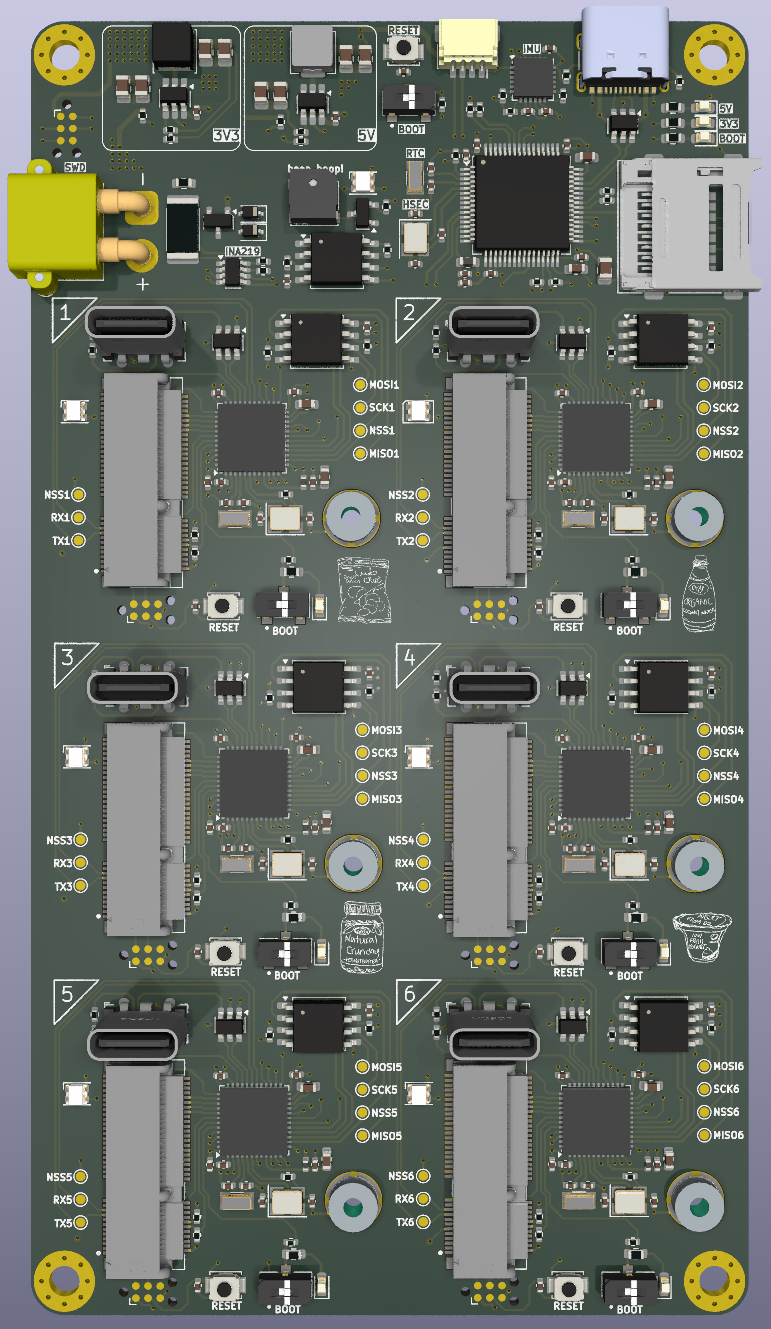 RESET
IMU
3V3
5V
BOOT
5V
3V3
BOOT
SWD
RTC
HSEC
INA219
-
+
1
2
MOSI1
SCK1
NSS1
MISO1
MOSI2
SCK2
NSS2
MISO2
NSS1
RX1
TX1
NSS2
RX2
TX2
ORGANIC
RESET
BOOT
RESET
BOOT
3
4
MOSI3
SCK3
NSS3
MISO3
MOSI4
SCK4
NSS4
MISO4
NSS3
RX3
TX3
NSS4
RX4
TX4
Natural
Crunchy
RESET
BOOT
RESET
BOOT
5
6
MOSI5
SCK5
NSS5
MISO5
MOSI6
SCK6
NSS6
MISO6
NSS5
RX5
TX5
NSS6
RX6
TX6
RESET
BOOT
RESET
BOOT